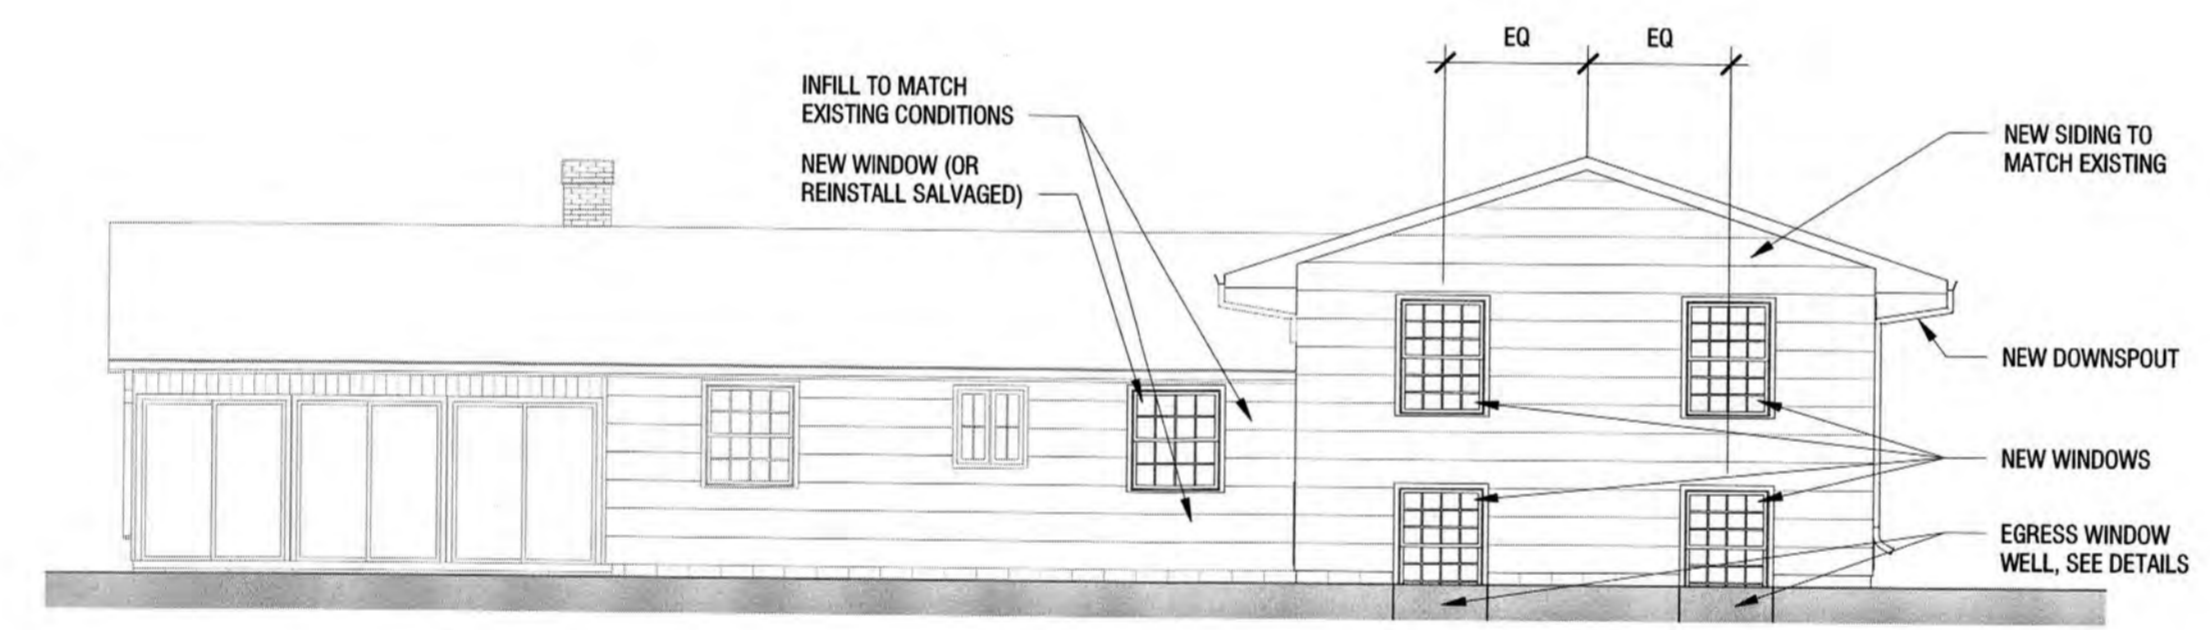 EQ
EQ
INFILL TO MATCH
EXISTING CONDITIONS
NEW WINDOW (OR
REINSTALL SALVAGED)
NEW SIDING TO
MATCH EXISTING
NEW DOWNSPOUT
NEW WINDOWS
EGRESS WINDOW
WELL, SEE DETAILS